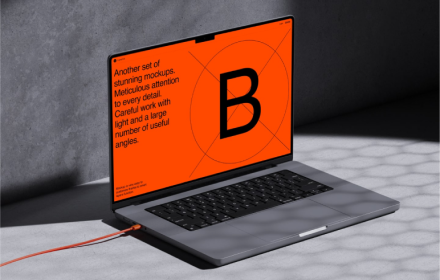 Another set of
stunning mockups.
Meticulous attention
to every detail.
Careful work with
light and a large
number of useful
angles.
B